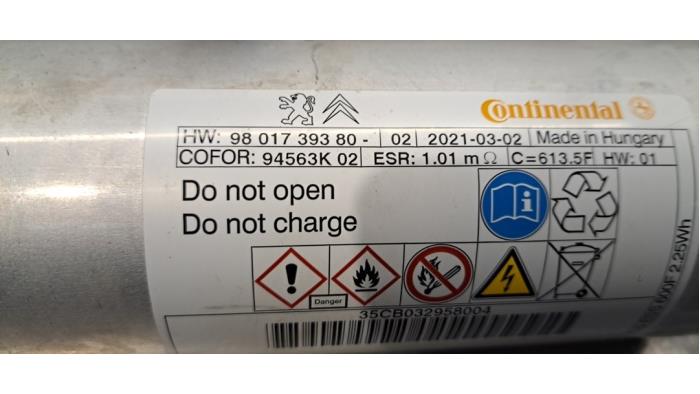 Continental
HW: 98 017 393 80 - 02 2021-03-02 Made in Hungary
COFOR: 94563K 02 ESR: 1.01 mΩ C=613.5F HW: 01
Do not open
Do not charge
Danger
35CB032958004
600F 2.25Wh